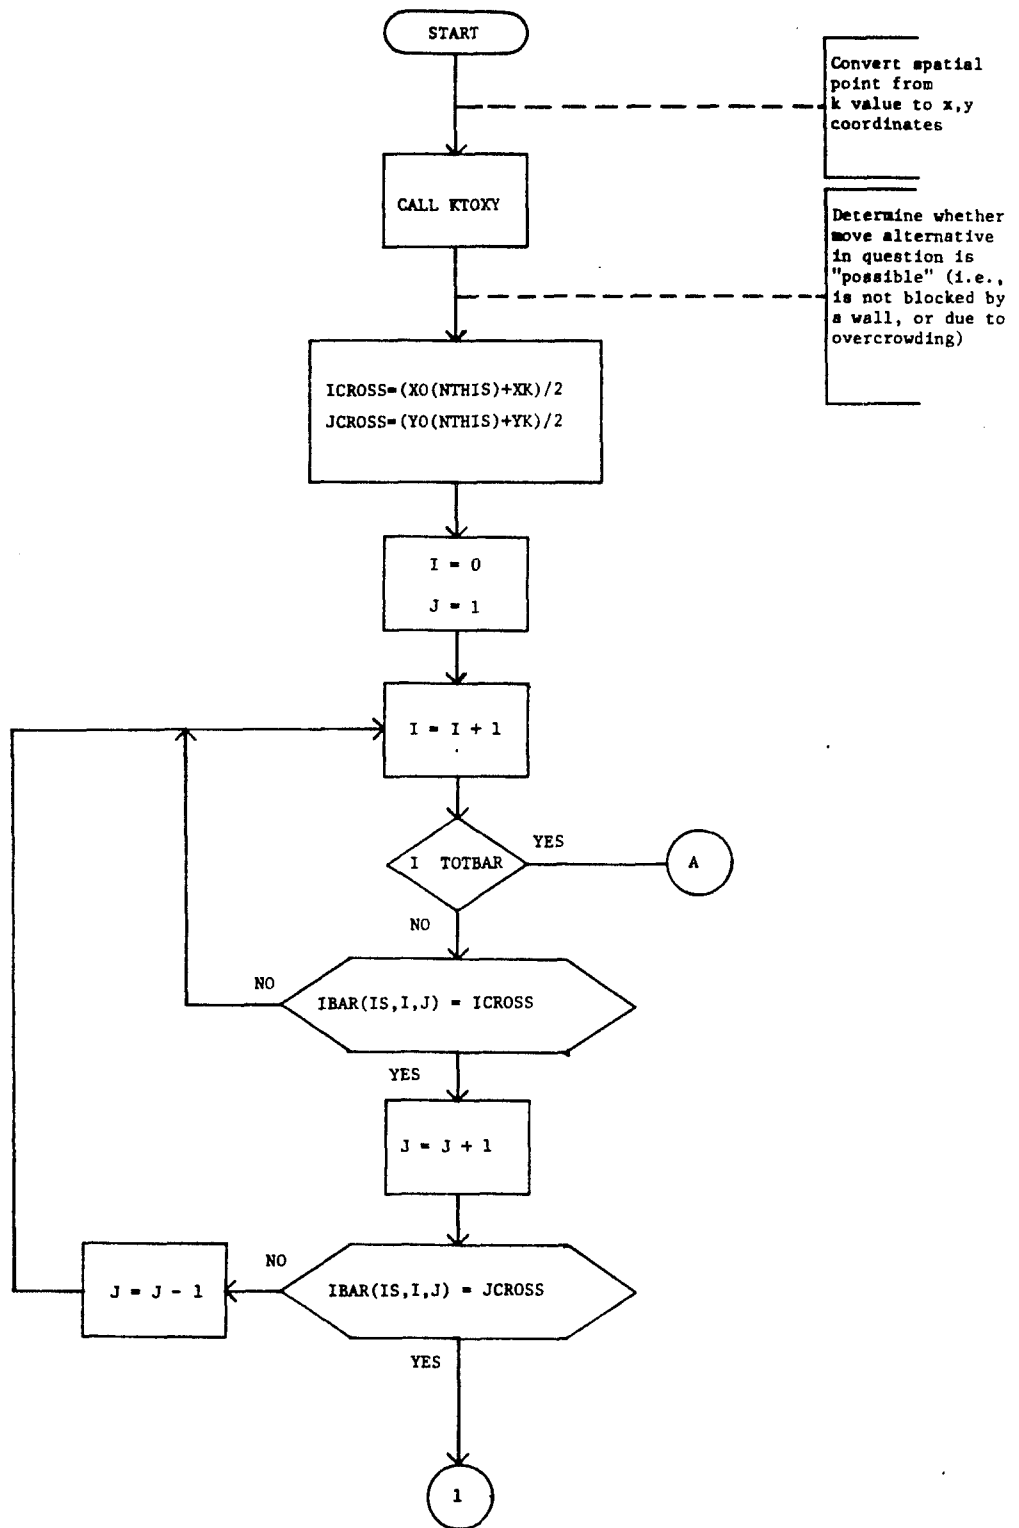 START
Convert spatial
point from
k value to x,y
coordinates
CALL KTOXY
Determine whether
move alternative
in question is
"possible" (i.e.,
is not blocked by
a wall, or due to
overcrowding)
ICROSS=(XO(NTHIS)+XK)/2
JCROSS=(YO(NTHIS)+YK)/2
I = 0
J = 1
I = I + 1
I TOTBAR
YES
A
NO
NO
IBAR(IS,I,J) = ICROSS
YES
J = J + 1
NO
J = J - 1
IBAR(IS,I,J) = JCROSS
YES
1